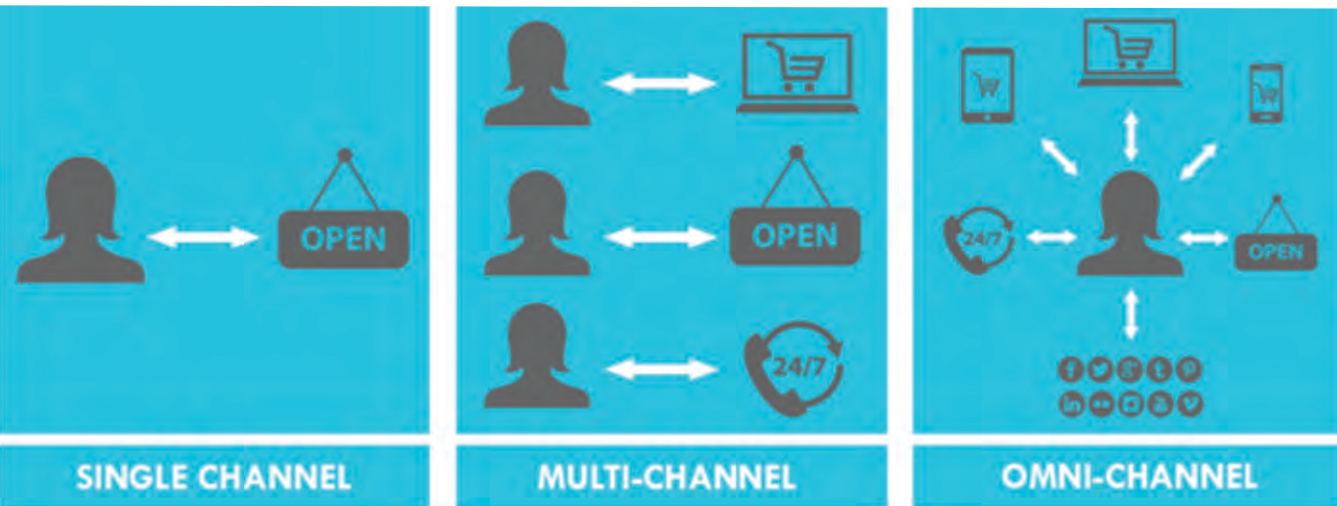 OPEN
SINGLE CHANNEL
OPEN
24/7
MULTI-CHANNEL
24/7
OPEN
OMNI-CHANNEL